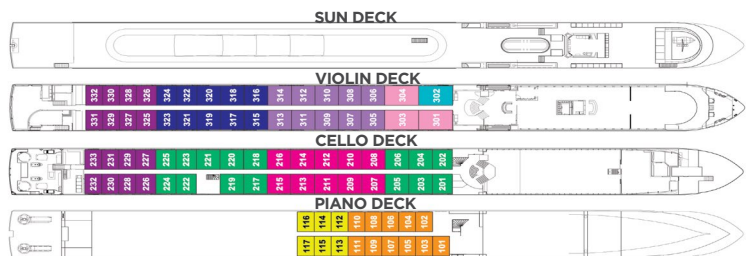 SUN DECK
VIOLIN DECK
332 330 328 326 324 322 320 318 316 314 312 310 308 306 304 302
331 329 327 325 323 321 319 317 315 313 311 309 307 305 303 301
CELLO DECK
233 231 229 227 225 223 221 220 218 216 214 212 210 208 206 204 202
232 230 228 226 224 222 219 217 215 213 211 209 207 205 203 201
PIANO DECK
116 114 112 110 108 106 104 102
117 115 113 111 109 107 105 103 101